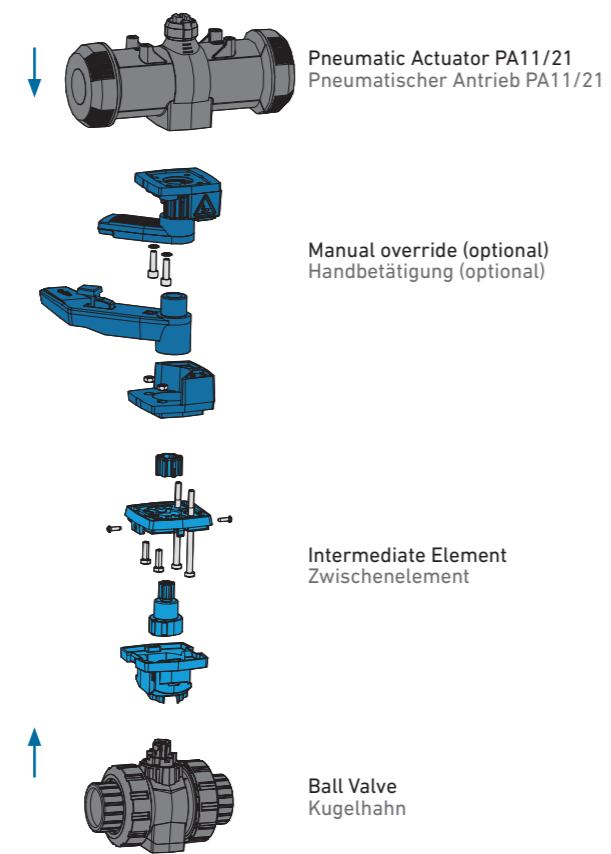 Pneumatic Actuator PA11/21
Pneumatischer Antrieb PA11/21
Manual override (optional)
Handbetätigung (optional)
Intermediate Element
Zwischenelement
Ball Valve
Kugelhahn